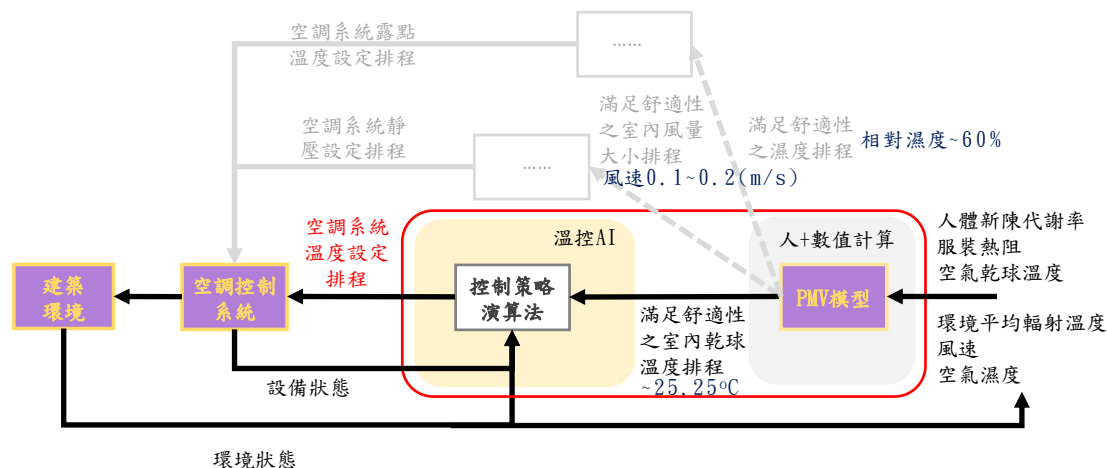 空調系統露點
溫度設定排程
……
滿足舒適性
之室內風量
大小排程
風速0.1~0.2(m/s)
滿足舒適性
之濕度排程
相對濕度~60%
空調系統靜
壓設定排程
……
空調系統
溫度設定
排程
溫控AI
人+數值計算
人體新陳代謝率
服裝熱阻
空氣乾球溫度
建築
環境
空調控制
系統
控制策略
演算法
PMV模型
滿足舒適性
之室內乾球
溫度排程
~25.25°C
環境平均輻射溫度
風速
空氣濕度
設備狀態
環境狀態